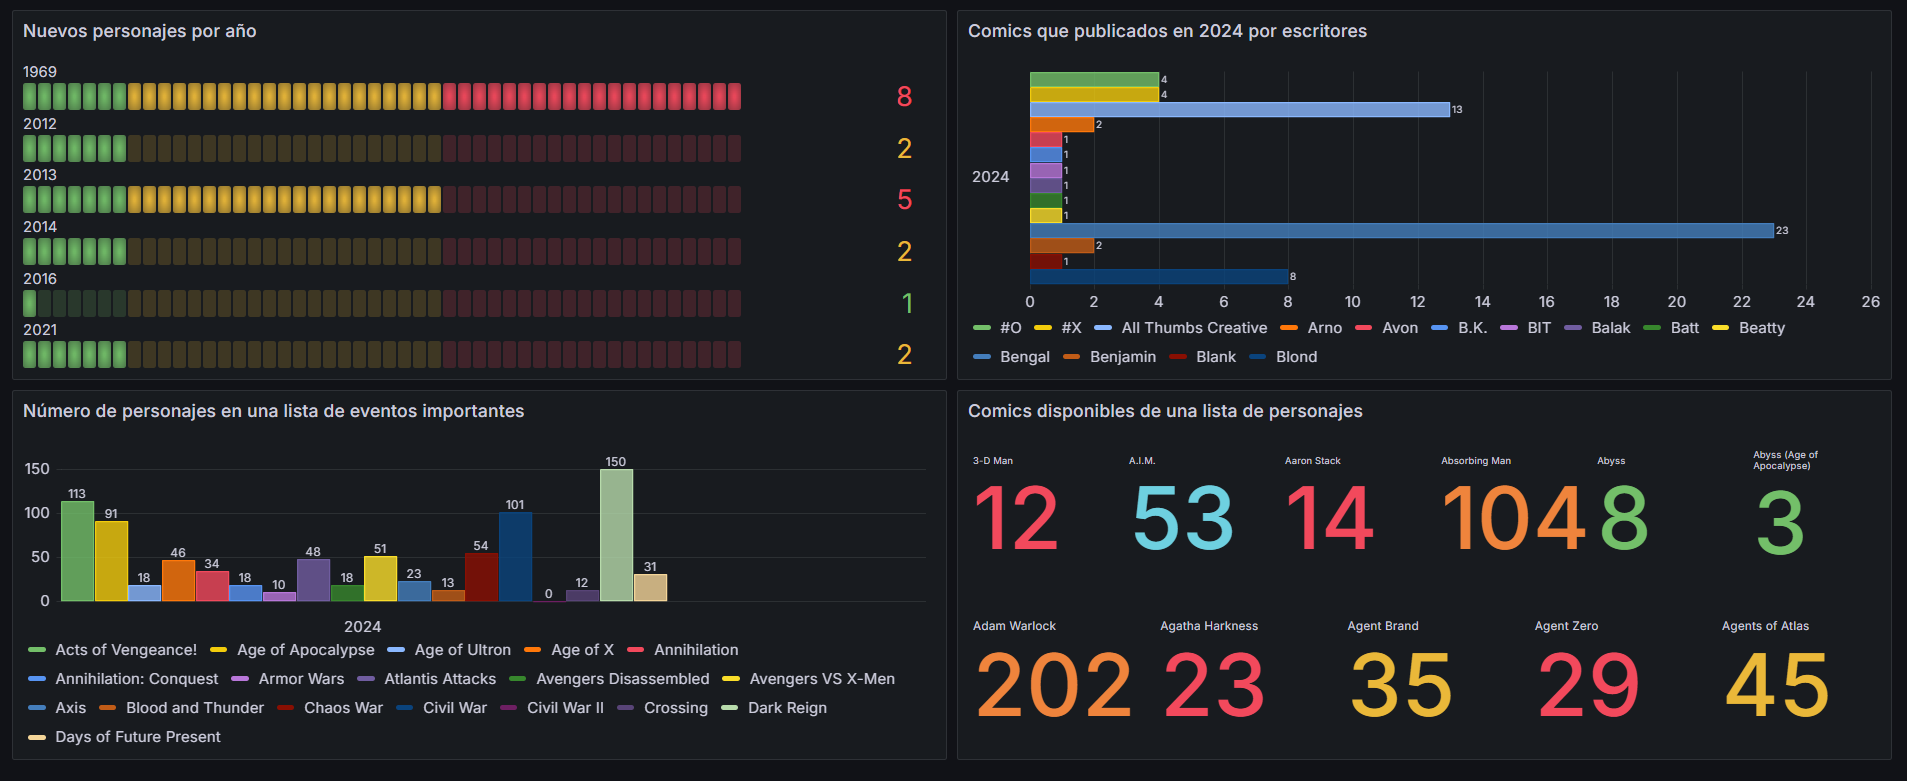 Nuevos personajes por año
1969
8
2012
2
2013
5
2014
2
2016
1
2021
2
Comics que publicados en 2024 por escritores
4
4
13
2
1
1
1
1
1
1
23
2
1
8
2024
0 2 4 6 8 10 12 14 16 18 20 22 24 26
#O #X All Thumbs Creative Arno Avon B.K. BIT Balak Batt Beatty
Bengal Benjamin Blank Blond
Número de personajes en una lista de eventos importantes
150
100
50
0
113 91 18 46 34 18 10 48 18 51 23 13 54 101 0 12 150 31
2024
Acts of Vengeance! Age of Apocalypse Age of Ultron Age of X Annihilation
Annihilation: Conquest Armor Wars Atlantis Attacks Avengers Disassembled Avengers VS X-Men
Axis Blood and Thunder Chaos War Civil War Civil War II Crossing Dark Reign
Days of Future Present
Comics disponibles de una lista de personajes
3-D Man
12
A.I.M.
53
Aaron Stack
14
Absorbing Man
104
Abyss
8
Abyss (Age of
Apocalypse)
3
Adam Warlock
202
Agatha Harkness
23
Agent Brand
35
Agent Zero
29
Agents of Atlas
45